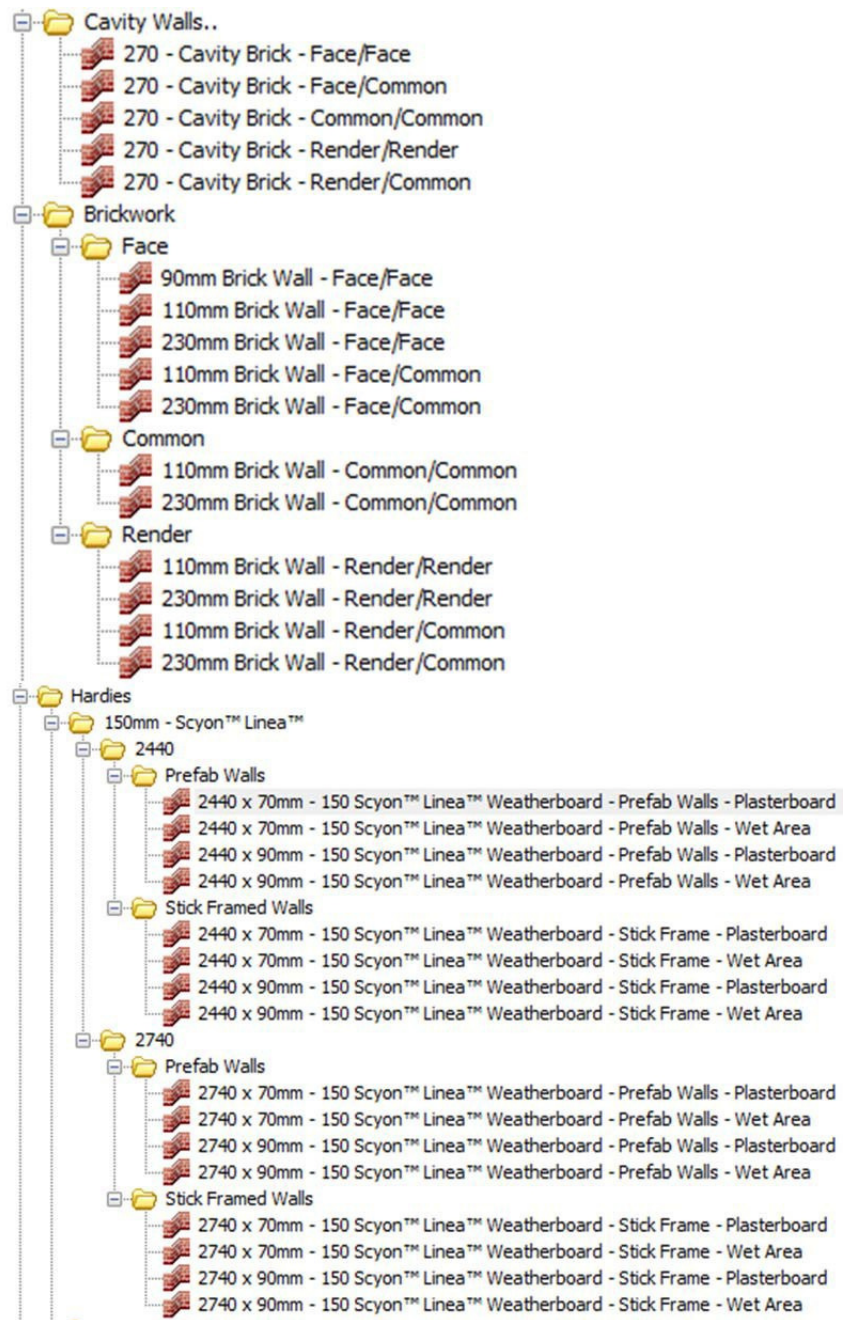 Cavity Walls..
270 - Cavity Brick - Face/Face
270 - Cavity Brick - Face/Common
270 - Cavity Brick - Common/Common
270 - Cavity Brick - Render/Render
270 - Cavity Brick - Render/Common
Brickwork
Face
90mm Brick Wall - Face/Face
110mm Brick Wall - Face/Face
230mm Brick Wall - Face/Face
110mm Brick Wall - Face/Common
230mm Brick Wall - Face/Common
Common
110mm Brick Wall - Common/Common
230mm Brick Wall - Common/Common
Render
110mm Brick Wall - Render/Render
230mm Brick Wall - Render/Render
110mm Brick Wall - Render/Common
230mm Brick Wall - Render/Common
Hardies
150mm - Scyon™ Linea™
2440
Prefab Walls
2440 x 70mm - 150 Scyon™ Linea™ Weatherboard - Prefab Walls - Plasterboard
2440 x 70mm - 150 Scyon™ Linea™ Weatherboard - Prefab Walls - Wet Area
2440 x 90mm - 150 Scyon™ Linea™ Weatherboard - Prefab Walls - Plasterboard
2440 x 90mm - 150 Scyon™ Linea™ Weatherboard - Prefab Walls - Wet Area
Stick Framed Walls
2440 x 70mm - 150 Scyon™ Linea™ Weatherboard - Stick Frame - Plasterboard
2440 x 70mm - 150 Scyon™ Linea™ Weatherboard - Stick Frame - Wet Area
2440 x 90mm - 150 Scyon™ Linea™ Weatherboard - Stick Frame - Plasterboard
2440 x 90mm - 150 Scyon™ Linea™ Weatherboard - Stick Frame - Wet Area
2740
Prefab Walls
2740 x 70mm - 150 Scyon™ Linea™ Weatherboard - Prefab Walls - Plasterboard
2740 x 70mm - 150 Scyon™ Linea™ Weatherboard - Prefab Walls - Wet Area
2740 x 90mm - 150 Scyon™ Linea™ Weatherboard - Prefab Walls - Plasterboard
2740 x 90mm - 150 Scyon™ Linea™ Weatherboard - Prefab Walls - Wet Area
Stick Framed Walls
2740 x 70mm - 150 Scyon™ Linea™ Weatherboard - Stick Frame - Plasterboard
2740 x 70mm - 150 Scyon™ Linea™ Weatherboard - Stick Frame - Wet Area
2740 x 90mm - 150 Scyon™ Linea™ Weatherboard - Stick Frame - Plasterboard
2740 x 90mm - 150 Scyon™ Linea™ Weatherboard - Stick Frame - Wet Area